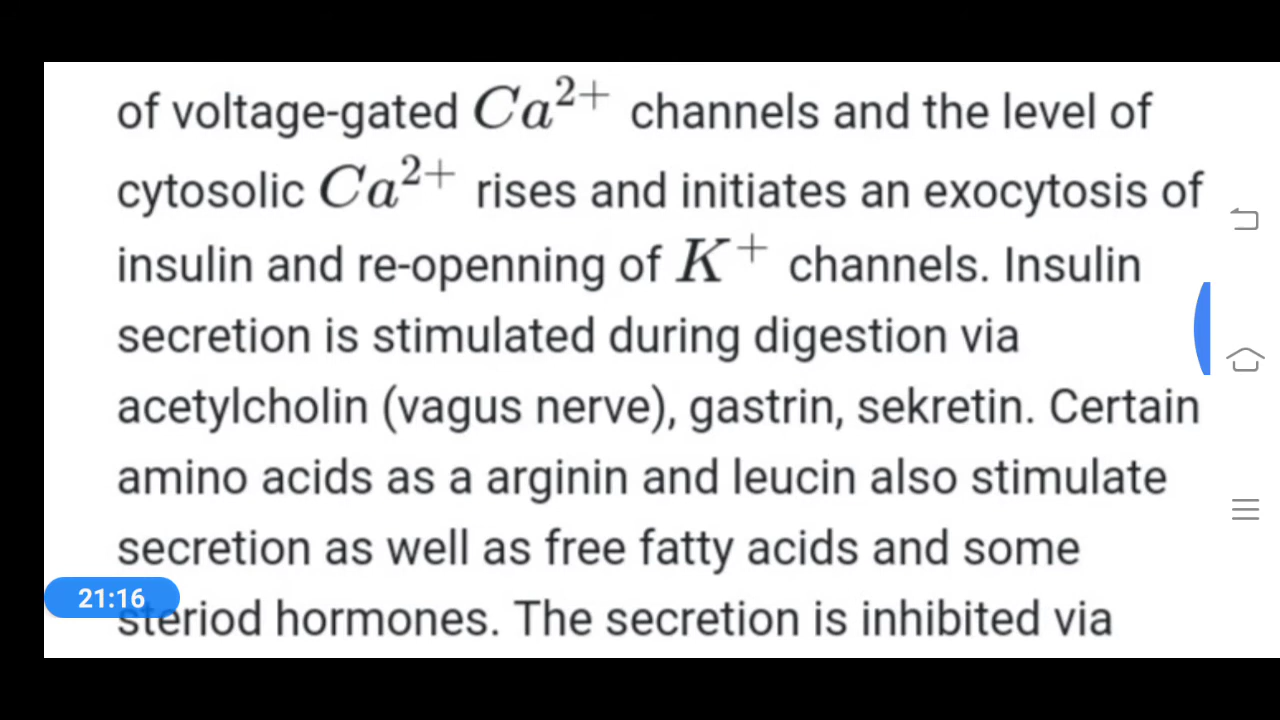 of voltage-gated Ca²⁺ channels and the level of
cytosolic Ca²⁺ rises and initiates an exocytosis of
insulin and re-openning of K⁺ channels. Insulin
secretion is stimulated during digestion via
acetylcholin (vagus nerve), gastrin, sekretin. Certain
amino acids as a arginin and leucin also stimulate
secretion as well as free fatty acids and some
21:16
steriod hormones. The secretion is inhibited via